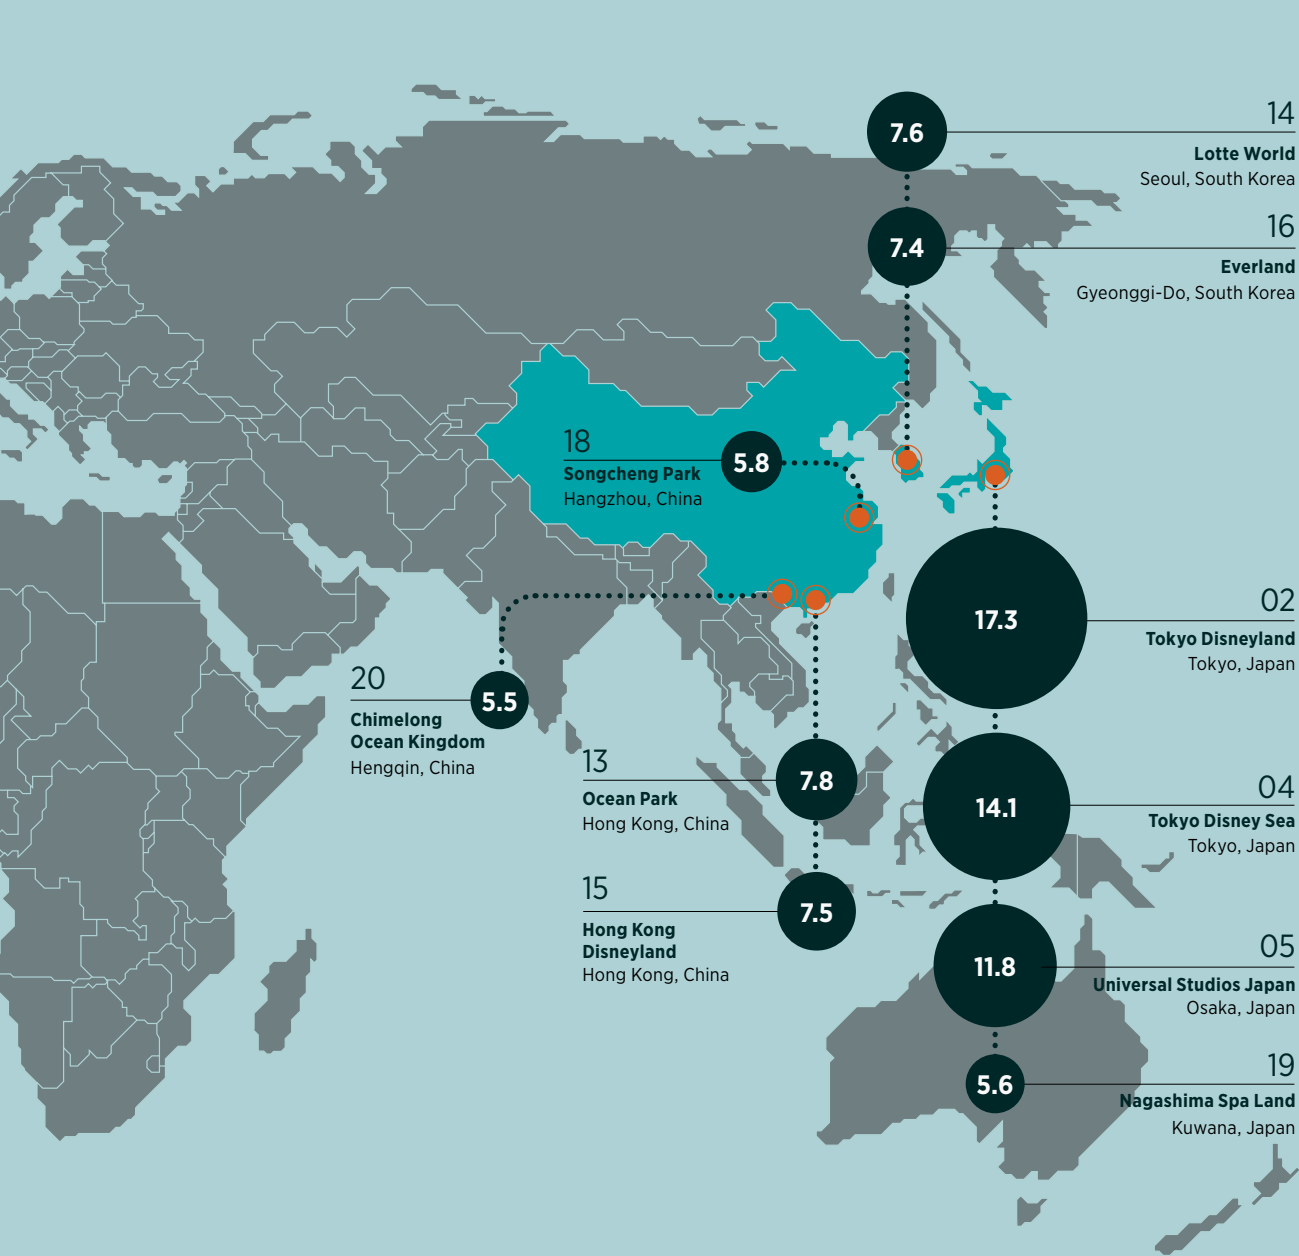 7.6
14
Lotte World
Seoul, South Korea
7.4
16
Everland
Gyeonggi-Do, South Korea
18
5.8
Songcheng Park
Hangzhou, China
17.3
02
Tokyo Disneyland
Tokyo, Japan
20
5.5
Chimelong
Ocean Kingdom
Hengqin, China
13
7.8
Ocean Park
Hong Kong, China
14.1
04
Tokyo Disney Sea
Tokyo, Japan
15
7.5
Hong Kong
Disneyland
Hong Kong, China
11.8
05
Universal Studios Japan
Osaka, Japan
5.6
19
Nagashima Spa Land
Kuwana, Japan